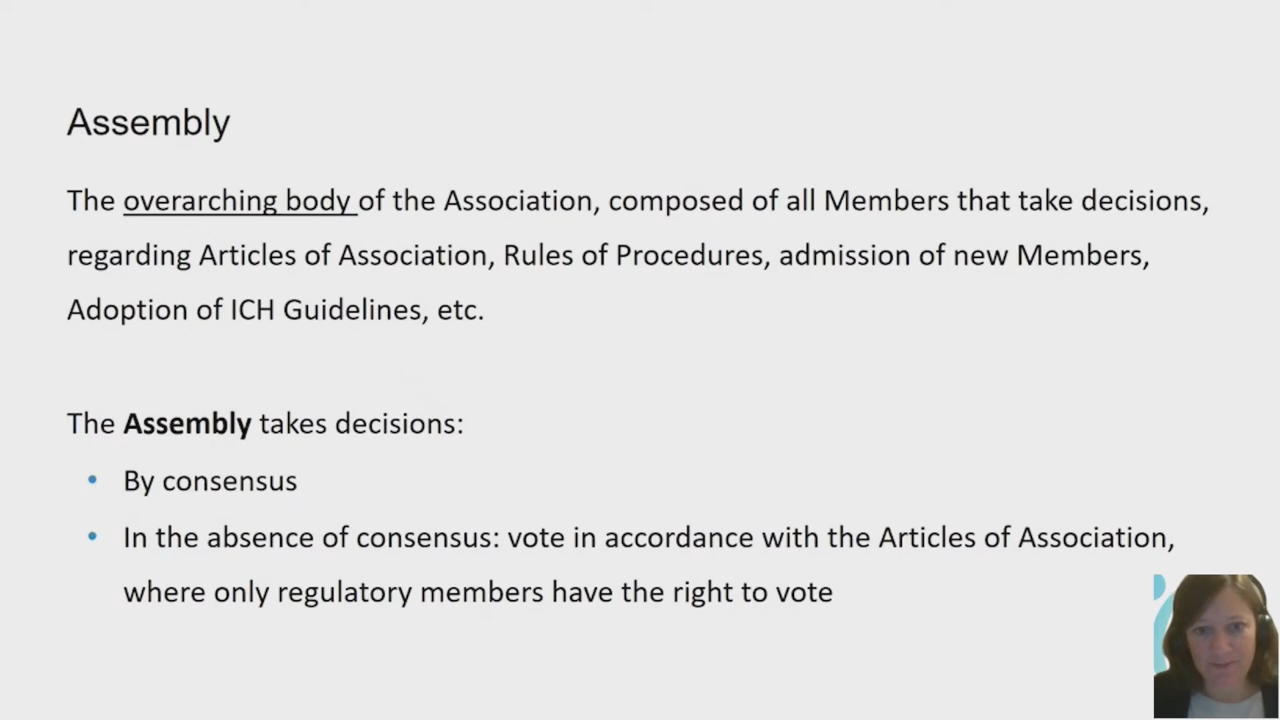 Assembly
The overarching body of the Association, composed of all Members that take decisions,
regarding Articles of Association, Rules of Procedures, admission of new Members,
Adoption of ICH Guidelines, etc.
The Assembly takes decisions:
• By consensus
• In the absence of consensus: vote in accordance with the Articles of Association,
where only regulatory members have the right to vote